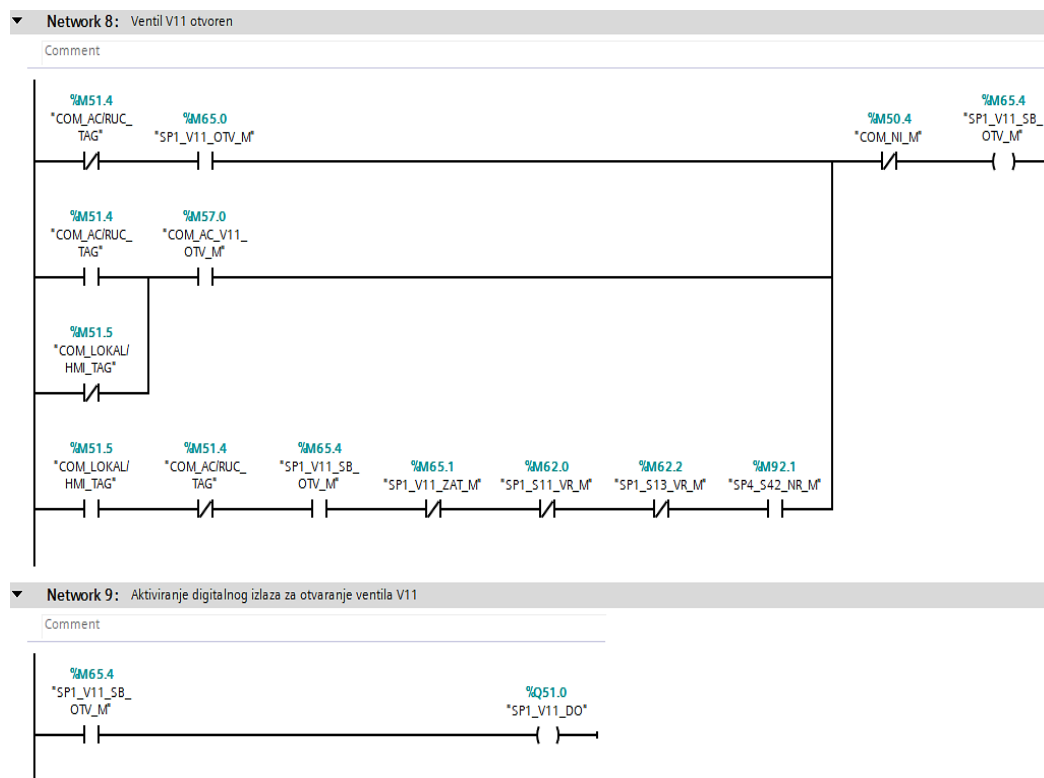 Network 8: Ventil V11 otvoren
Comment
%M51.4
"COM_AC/RUC_
TAG"
%M65.0
"SP1_V11_OTV_M"
%M50.4
"COM_NI_M"
%M65.4
"SP1_V11_SB_
OTV_M"
%M51.4
"COM_AC/RUC_
TAG"
%M57.0
"COM_AC_V11_
OTV_M"
%M51.5
"COM_LOKAL/
HMI_TAG"
%M51.5
"COM_LOKAL/
HMI_TAG"
%M51.4
"COM_AC/RUC_
TAG"
%M65.4
"SP1_V11_SB_
OTV_M"
%M65.1
"SP1_V11_ZAT_M"
%M62.0
"SP1_S11_VR_M"
%M62.2
"SP1_S13_VR_M"
%M92.1
"SP4_S42_NR_M"
Network 9: Aktiviranje digitalnog izlaza za otvaranje ventila V11
Comment
%M65.4
"SP1_V11_SB_
OTV_M"
%Q51.0
"SP1_V11_DO"